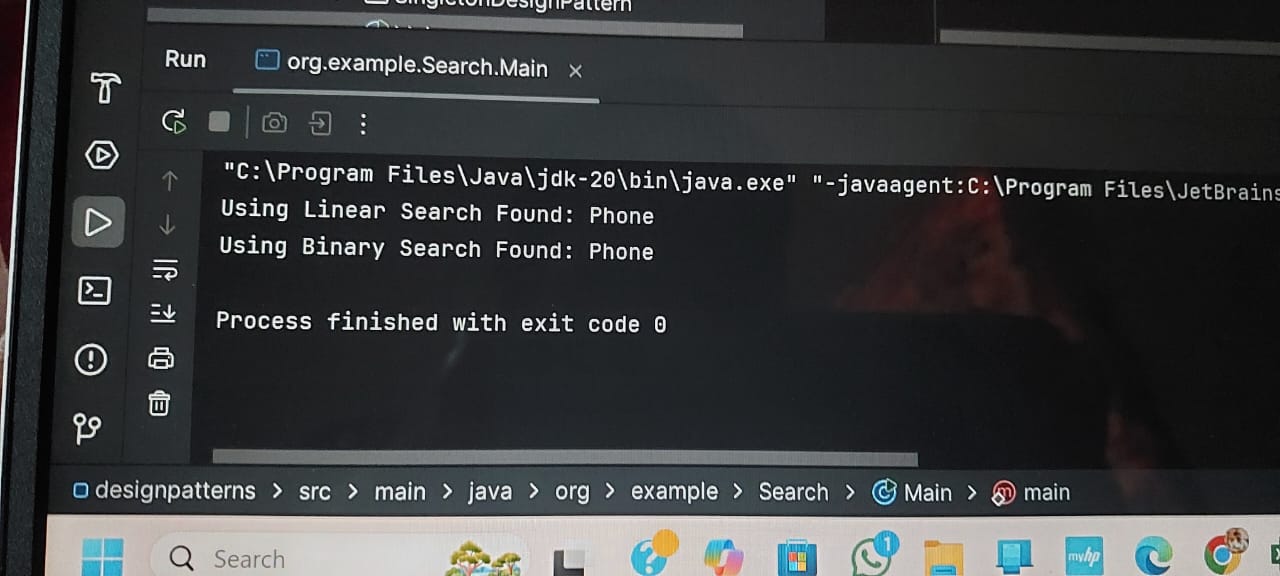 SingletonDesignPattern
Run org.example.Search.Main
"C:\Program Files\Java\jdk-20\bin\java.exe" "-javaagent:C:\Program Files\JetBrains
Using Linear Search Found: Phone
Using Binary Search Found: Phone
Process finished with exit code 0
designpatterns > src > main > java > org > example > Search > Main > main
Search
1
myhp